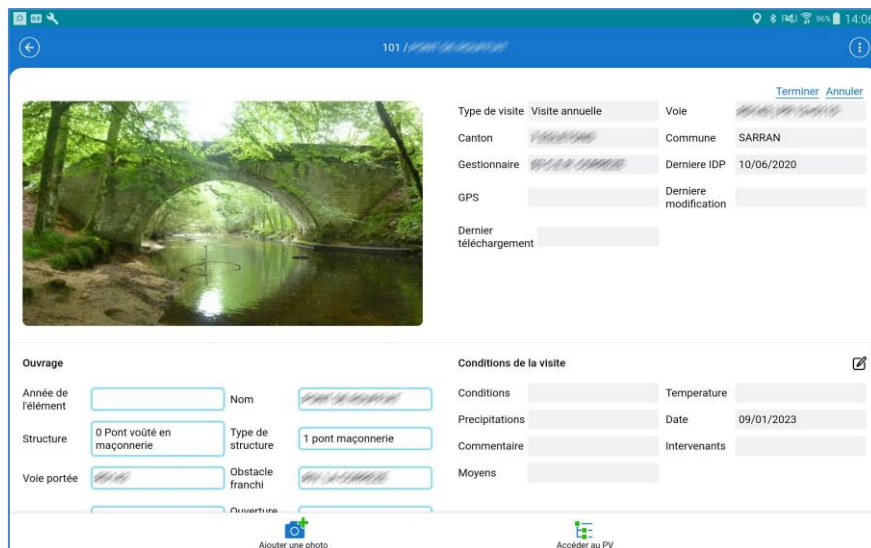 96% 14:06
101 /
Terminer Annuler
Type de visite Visite annuelle Voie
Canton Commune SARRAN
Gestionnaire Derniere IDP 10/06/2020
GPS Derniere modification
Dernier
téléchargement
Ouvrage Conditions de la visite
Année de
l'élément Nom Conditions Temperature
Precipitations Date 09/01/2023
Structure 0 Pont voûté en
maçonnerie Type de
structure 1 pont maçonnerie
Commentaire Intervenants
Voie portée Obstacle
franchi Moyens
Ouverture
Ajouter une photo Accéder au PV